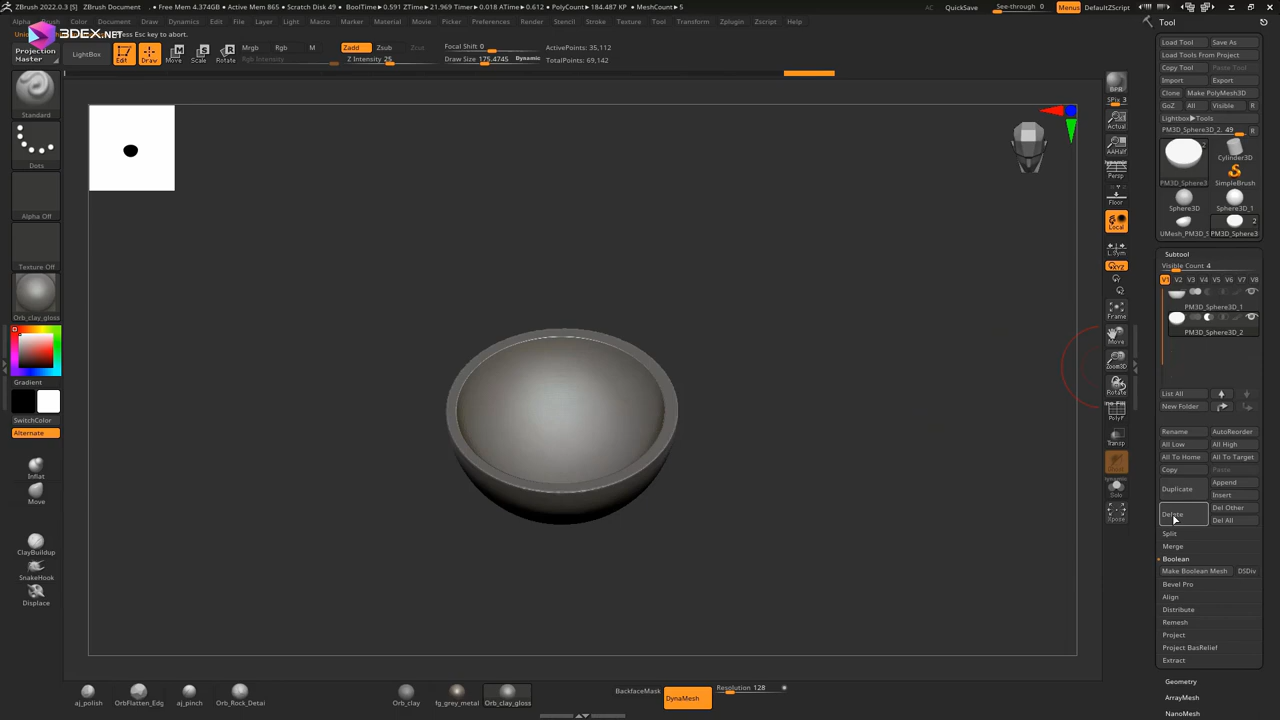 ZBrush 2022.0.3 [S] ZBrush Document . • Free Mem 4.374GB • Active Mem 865 • Scratch Disk 49 • BoolTime▶0.591 ZTime▶21.969 Timer▶0.018 ATime▶0.612 • PolyCount▶184.487 KP • MeshCount▶5
AC QuickSave See-through 0 Menus DefaultZScript
Alpha Brush Color Document Draw Dynamics Edit File Layer Light Macro Marker Material Movie Picker Preferences Render Stencil Stroke Texture Tool Transform Zplugin Zscript Help
3DEX.NET
ress Esc key to abort.
Projection
Master
LightBox
Edit
Draw
Move
Scale
Rotate
Mrgb Rgb M
Rgb Intensity
Zadd Zsub Zcut
Z Intensity 25
Focal Shift 0
Draw Size 175.4745 Dynamic
ActivePoints: 35,112
TotalPoints: 69,142
Standard
Dots
Alpha Off
Texture Off
Orb_clay_gloss
Gradient
SwitchColor
Alternate
Inflat
Move
ClayBuildup
SnakeHook
Displace
BPR
SPix 3
Actual
AAHalf
Dynamic
Persp
Floor
Local
L.Sym
XYZ
Frame
Move
Zoom3D
Rotate
Line Fill
PolyF
Transp
Dynamic
Solo
Xpose
Tool
Load Tool Save As
Load Tools From Project
Copy Tool Paste Tool
Import Export
Clone Make PolyMesh3D
GoZ All Visible R
Lightbox▶Tools
PM3D_Sphere3D_2. 49 R
2
PM3D_Sphere3
Cylinder3D
SimpleBrush
Sphere3D Sphere3D_1
2
UMesh_PM3D_S PM3D_Sphere3
Subtool
Visible Count 4
V1 V2 V3 V4 V5 V6 V7 V8
PM3D_Sphere3D_1
PM3D_Sphere3D_2
List All
New Folder
Rename AutoReorder
All Low All High
All To Home All To Target
Copy Paste
Duplicate Append
Insert
Delete Del Other
Del All
Split
Merge
Boolean
Make Boolean Mesh DSDiv
Bevel Pro
Align
Distribute
Remesh
Project
Project BasRelief
Extract
Geometry
ArrayMesh
NanoMesh
aj_polish
OrbFlatten_Edg
aj_pinch
Orb_Rock_Detai
Orb_clay
fg_grey_metal
Orb_clay_gloss
BackfaceMask
DynaMesh
Resolution 128